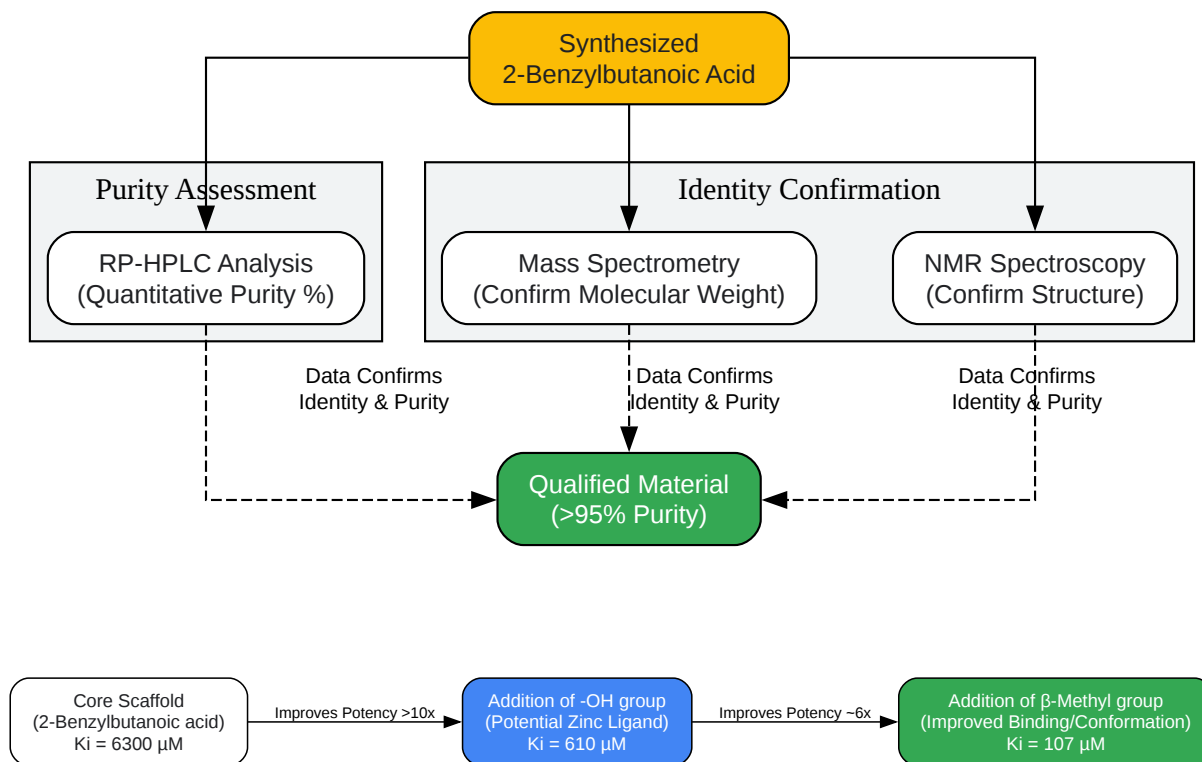 Synthesized
2-Benzylbutanoic Acid
Purity Assessment
Identity Confirmation
RP-HPLC Analysis
(Quantitative Purity %)
Mass Spectrometry
(Confirm Molecular Weight)
NMR Spectroscopy
(Confirm Structure)
Data Confirms
Identity & Purity
Data Confirms
Identity & Purity
Data Confirms
Identity & Purity
Qualified Material
(>95% Purity)
Core Scaffold
(2-Benzylbutanoic acid)
Ki = 6300 µM
Improves Potency >10x
Addition of -OH group
(Potential Zinc Ligand)
Ki = 610 µM
Improves Potency ~6x
Addition of β-Methyl group
(Improved Binding/Conformation)
Ki = 107 µM